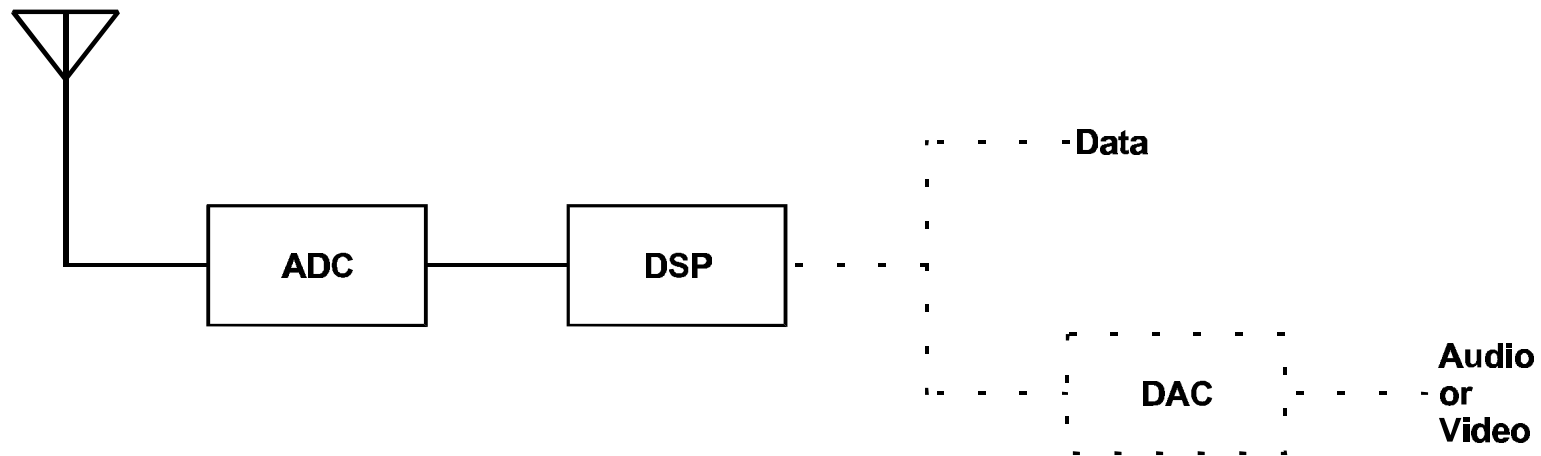 Data
ADC
DSP
DAC
Audio
or
Video